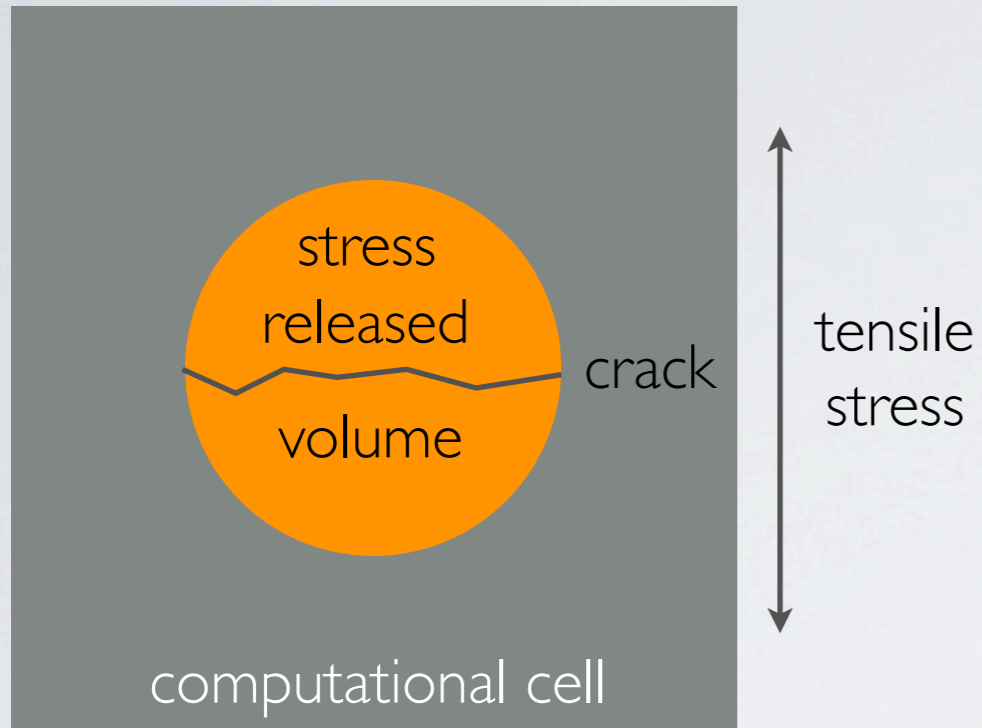 stress
released
volume
crack
tensile
stress
computational cell